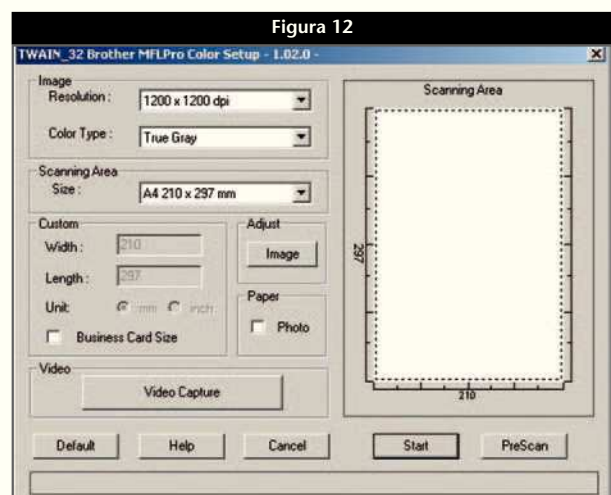 Figura 12
TWAIN_32 Brother MFLPro Color Setup - 1.02.0 -
Image
Resolution : 1200 x 1200 dpi
Color Type : True Gray
Scanning Area
Size : A4 210 x 297 mm
Custom
Width : 210
Length : 297
Unit: mm inch
Business Card Size
Adjust
Image
Paper
Photo
Video
Video Capture
Scanning Area
297
210
Default Help Cancel Start PreScan